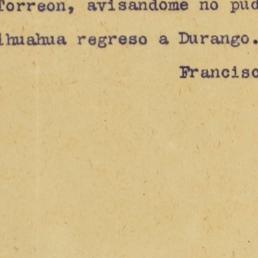 Torreon, avisandome no pud
ihuahua regreso a Durango.
Francisc